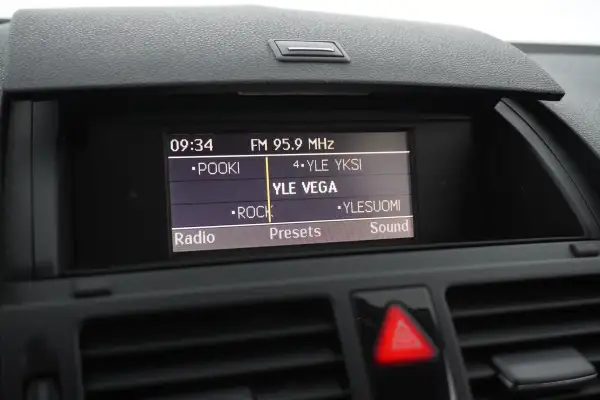 09:34 FM 95.9 MHz
•POOKI 4•YLE YKSI
YLE VEGA
•ROCK •YLESUOMI
Radio Presets Sound